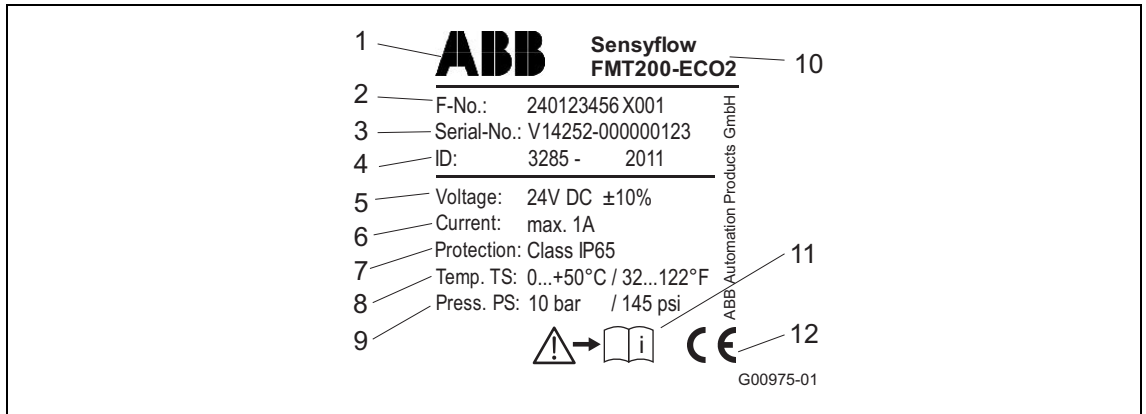 1 ABB Sensyflow
FMT200-ECO2 10
2 F-No.: 240123456 X001
3 Serial-No.: V14252-000000123
4 ID: 3285 - 2011
5 Voltage: 24V DC ±10%
6 Current: max. 1A
7 Protection: Class IP65
8 Temp. TS: 0...+50°C / 32...122°F
9 Press. PS: 10 bar / 145 psi
ABB Automation Products GmbH
11
i CE 12
G00975-01